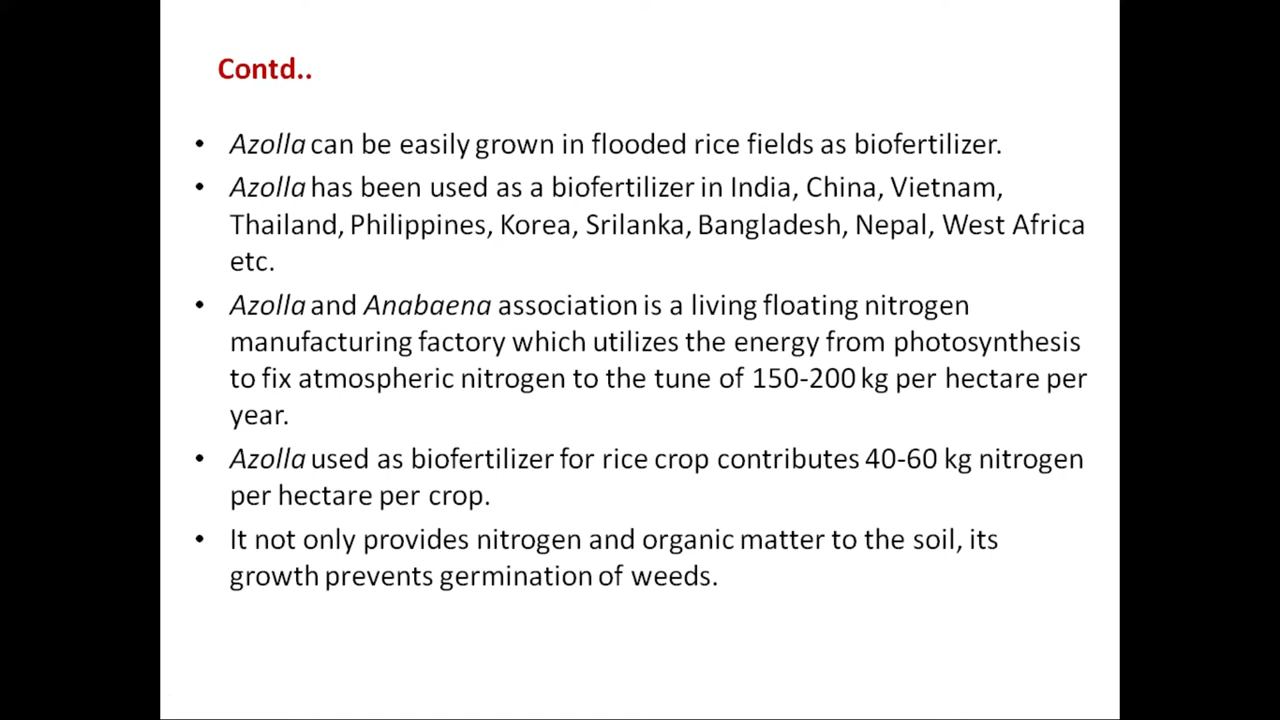 Contd..
• Azolla can be easily grown in flooded rice fields as biofertilizer.
• Azolla has been used as a biofertilizer in India, China, Vietnam,
Thailand, Philippines, Korea, Srilanka, Bangladesh, Nepal, West Africa
etc.
• Azolla and Anabaena association is a living floating nitrogen
manufacturing factory which utilizes the energy from photosynthesis
to fix atmospheric nitrogen to the tune of 150-200 kg per hectare per
year.
• Azolla used as biofertilizer for rice crop contributes 40-60 kg nitrogen
per hectare per crop.
• It not only provides nitrogen and organic matter to the soil, its
growth prevents germination of weeds.